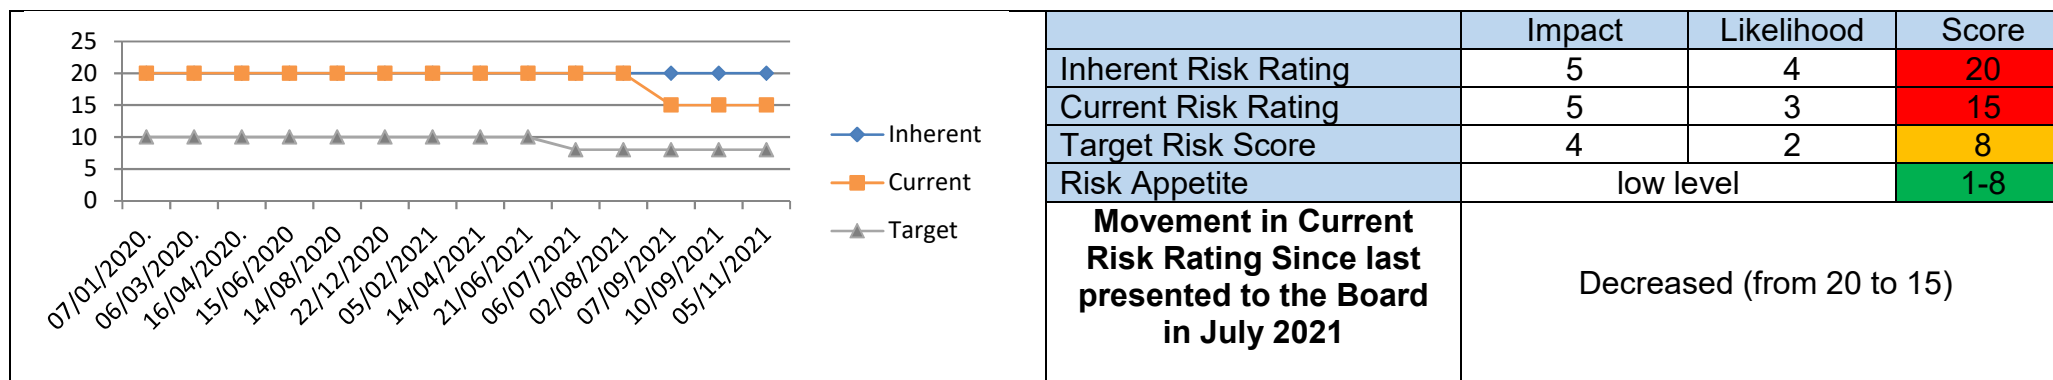 25
20
15
10
5
0
07/01/2020.
06/03/2020.
16/04/2020.
15/06/2020
14/08/2020
22/12/2020
05/02/2021
14/04/2021
21/06/2021
06/07/2021
02/08/2021
07/09/2021
10/09/2021
05/11/2021
Inherent
Current
Target
Impact Likelihood Score
Inherent Risk Rating 5 4 20
Current Risk Rating 5 3 15
Target Risk Score 4 2 8
Risk Appetite low level 1-8
Movement in Current
Risk Rating Since last
presented to the Board
in July 2021
Decreased (from 20 to 15)